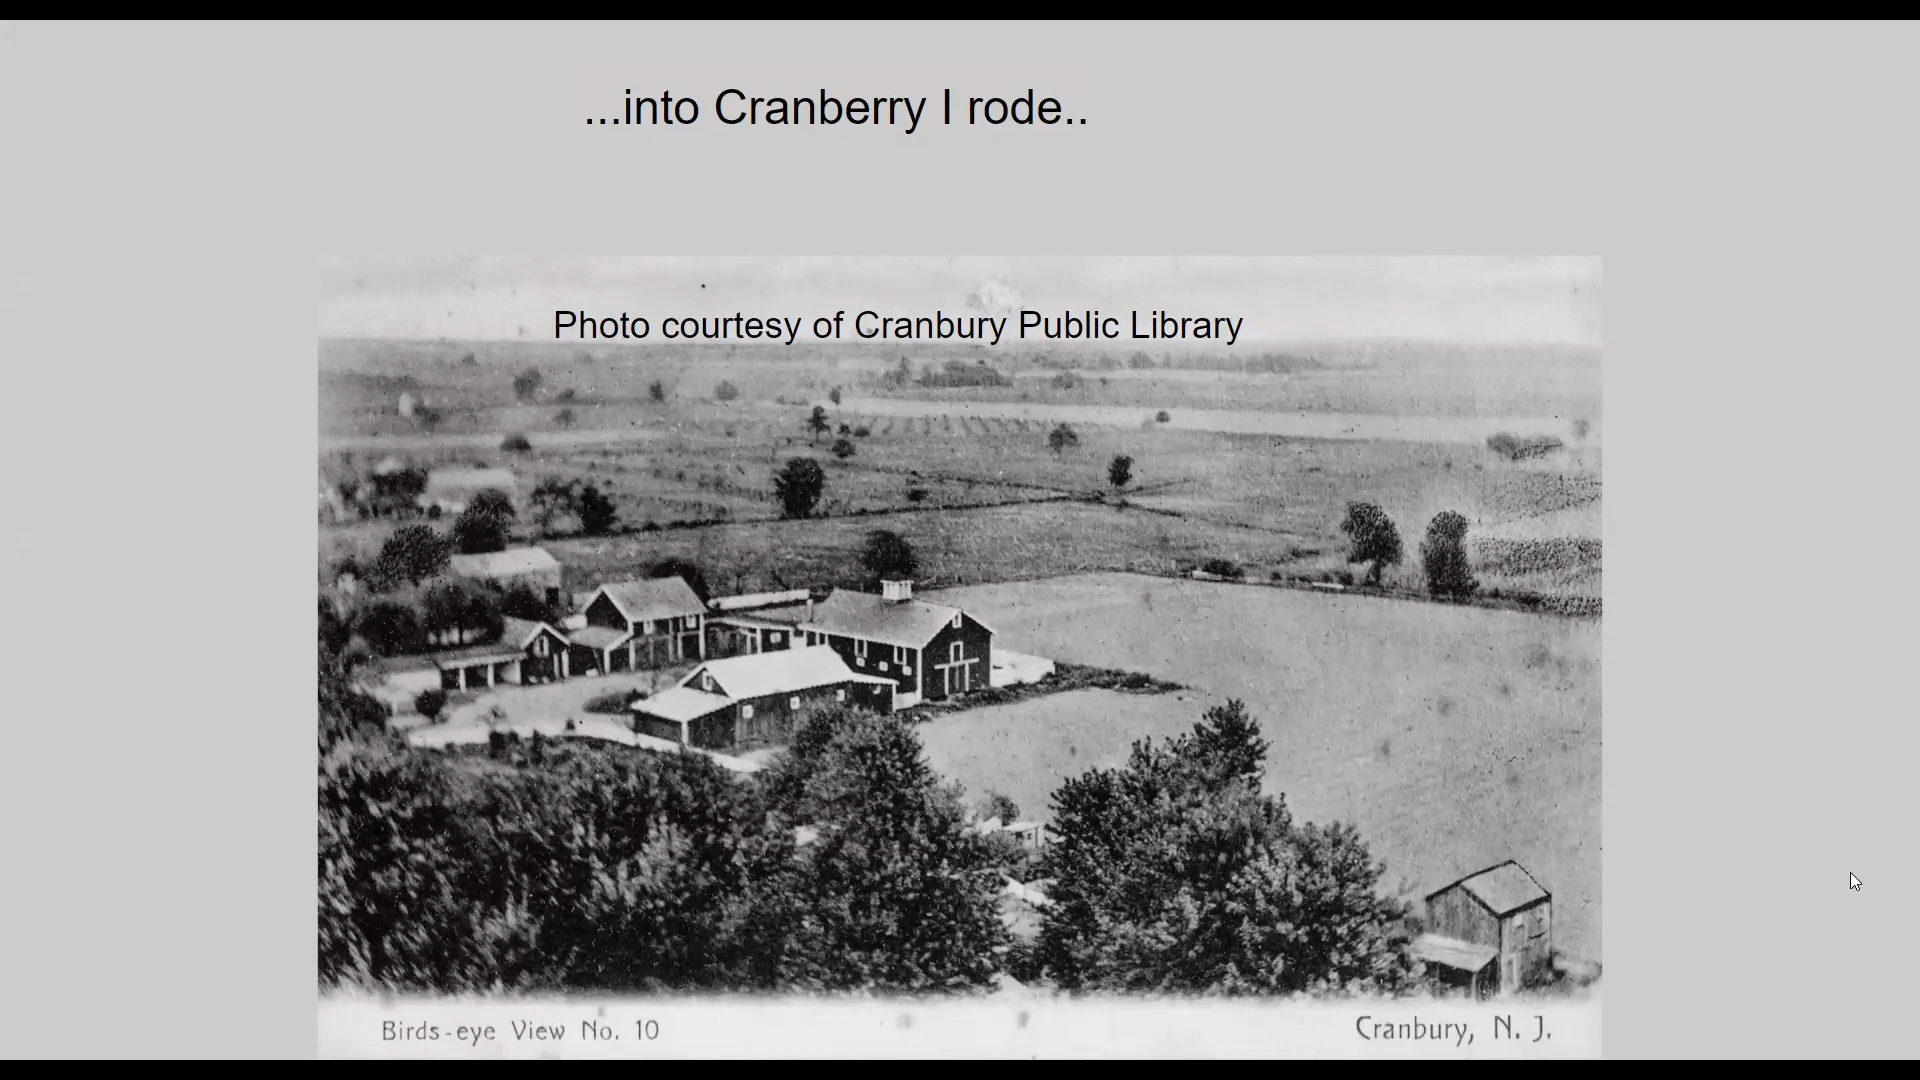 ...into Cranberry I rode..
Photo courtesy of Cranbury Public Library
Birds-eye View No. 10
Cranbury, N. J.